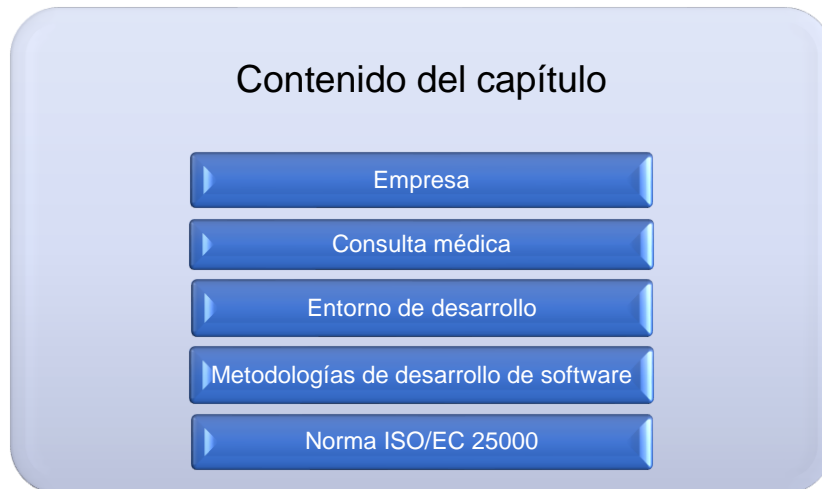 Contenido del capítulo
Empresa
Consulta médica
Entorno de desarrollo
Metodologías de desarrollo de software
Norma ISO/EC 25000